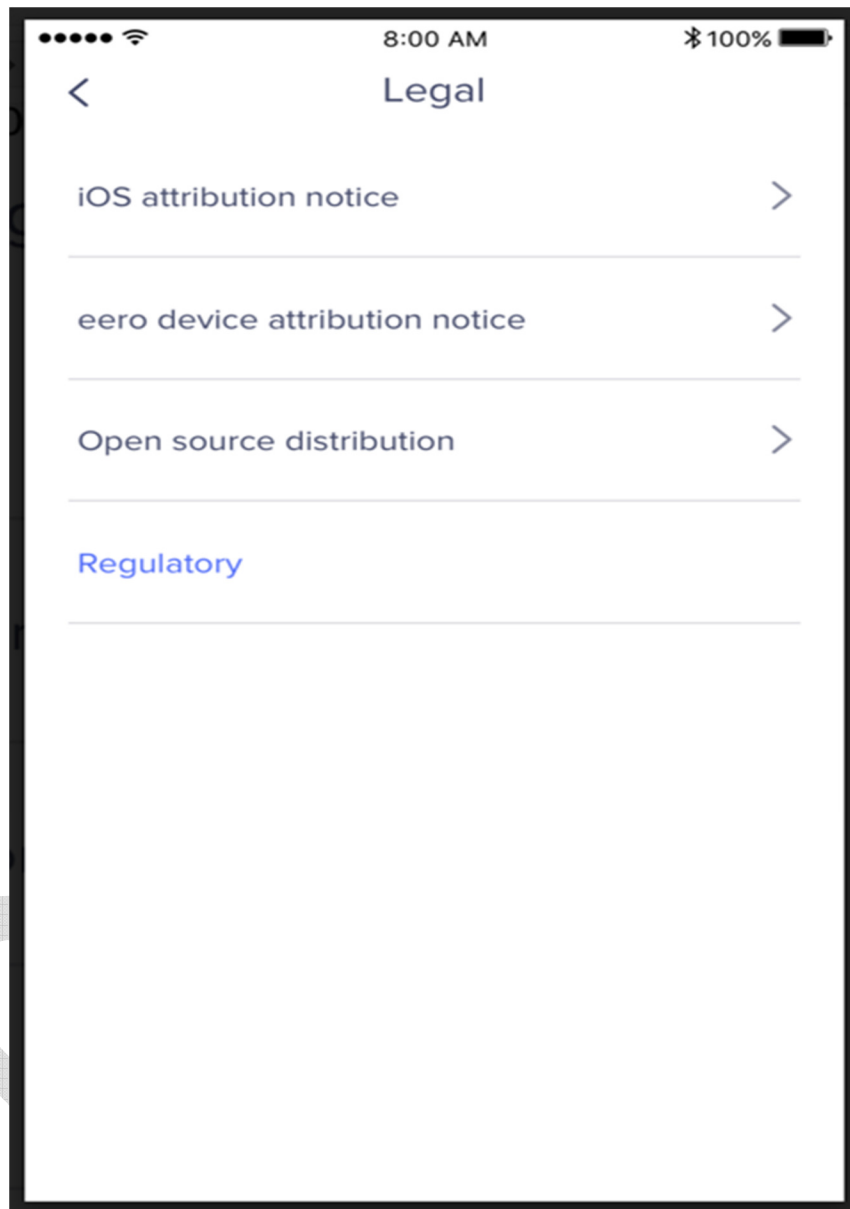 8:00 AM
100%
Legal
iOS attribution notice
eero device attribution notice
Open source distribution
Regulatory